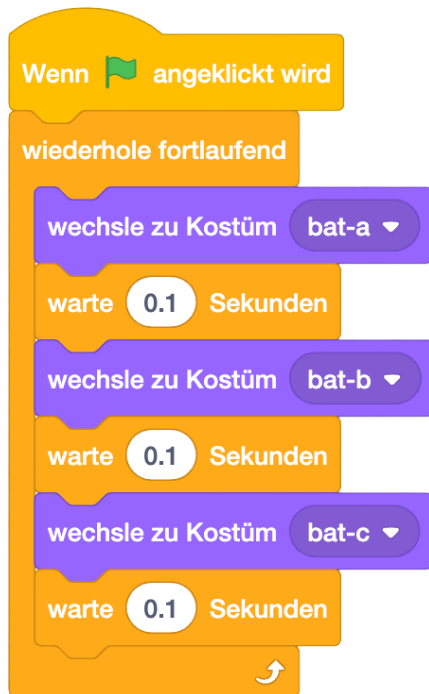 Wenn angeklickt wird
wiederhole fortlaufend
wechsle zu Kostüm bat-a
warte 0.1 Sekunden
wechsle zu Kostüm bat-b
warte 0.1 Sekunden
wechsle zu Kostüm bat-c
warte 0.1 Sekunden